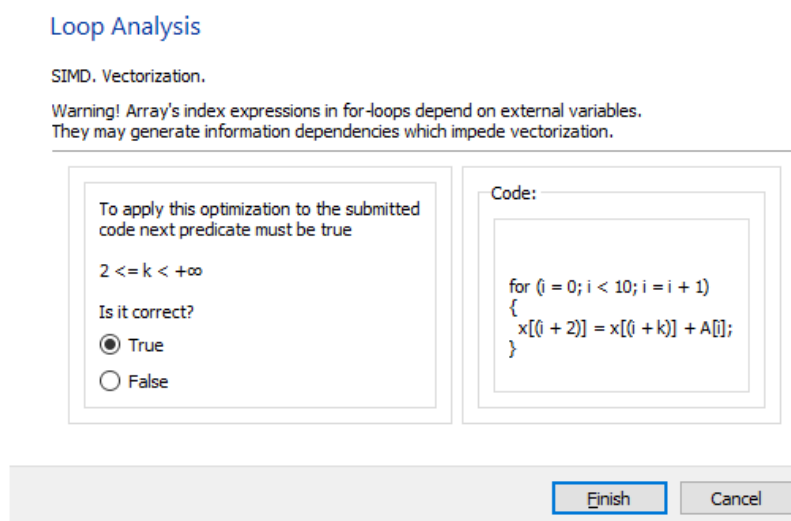 Loop Analysis
SIMD. Vectorization.
Warning! Array's index expressions in for-loops depend on external variables.
They may generate information dependencies which impede vectorization.
To apply this optimization to the submitted
code next predicate must be true
2 <= k < +∞
Is it correct?
True
False
Code:
for (i = 0; i < 10; i = i + 1)
{
x[(i + 2)] = x[(i + k)] + A[i];
}
Finish
Cancel